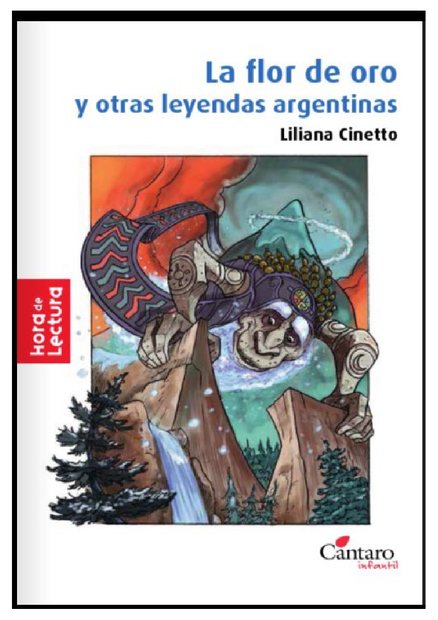 La flor de oro
y otras leyendas argentinas
Liliana Cinetto
Hora de
Lectura
Cántaro
infantil